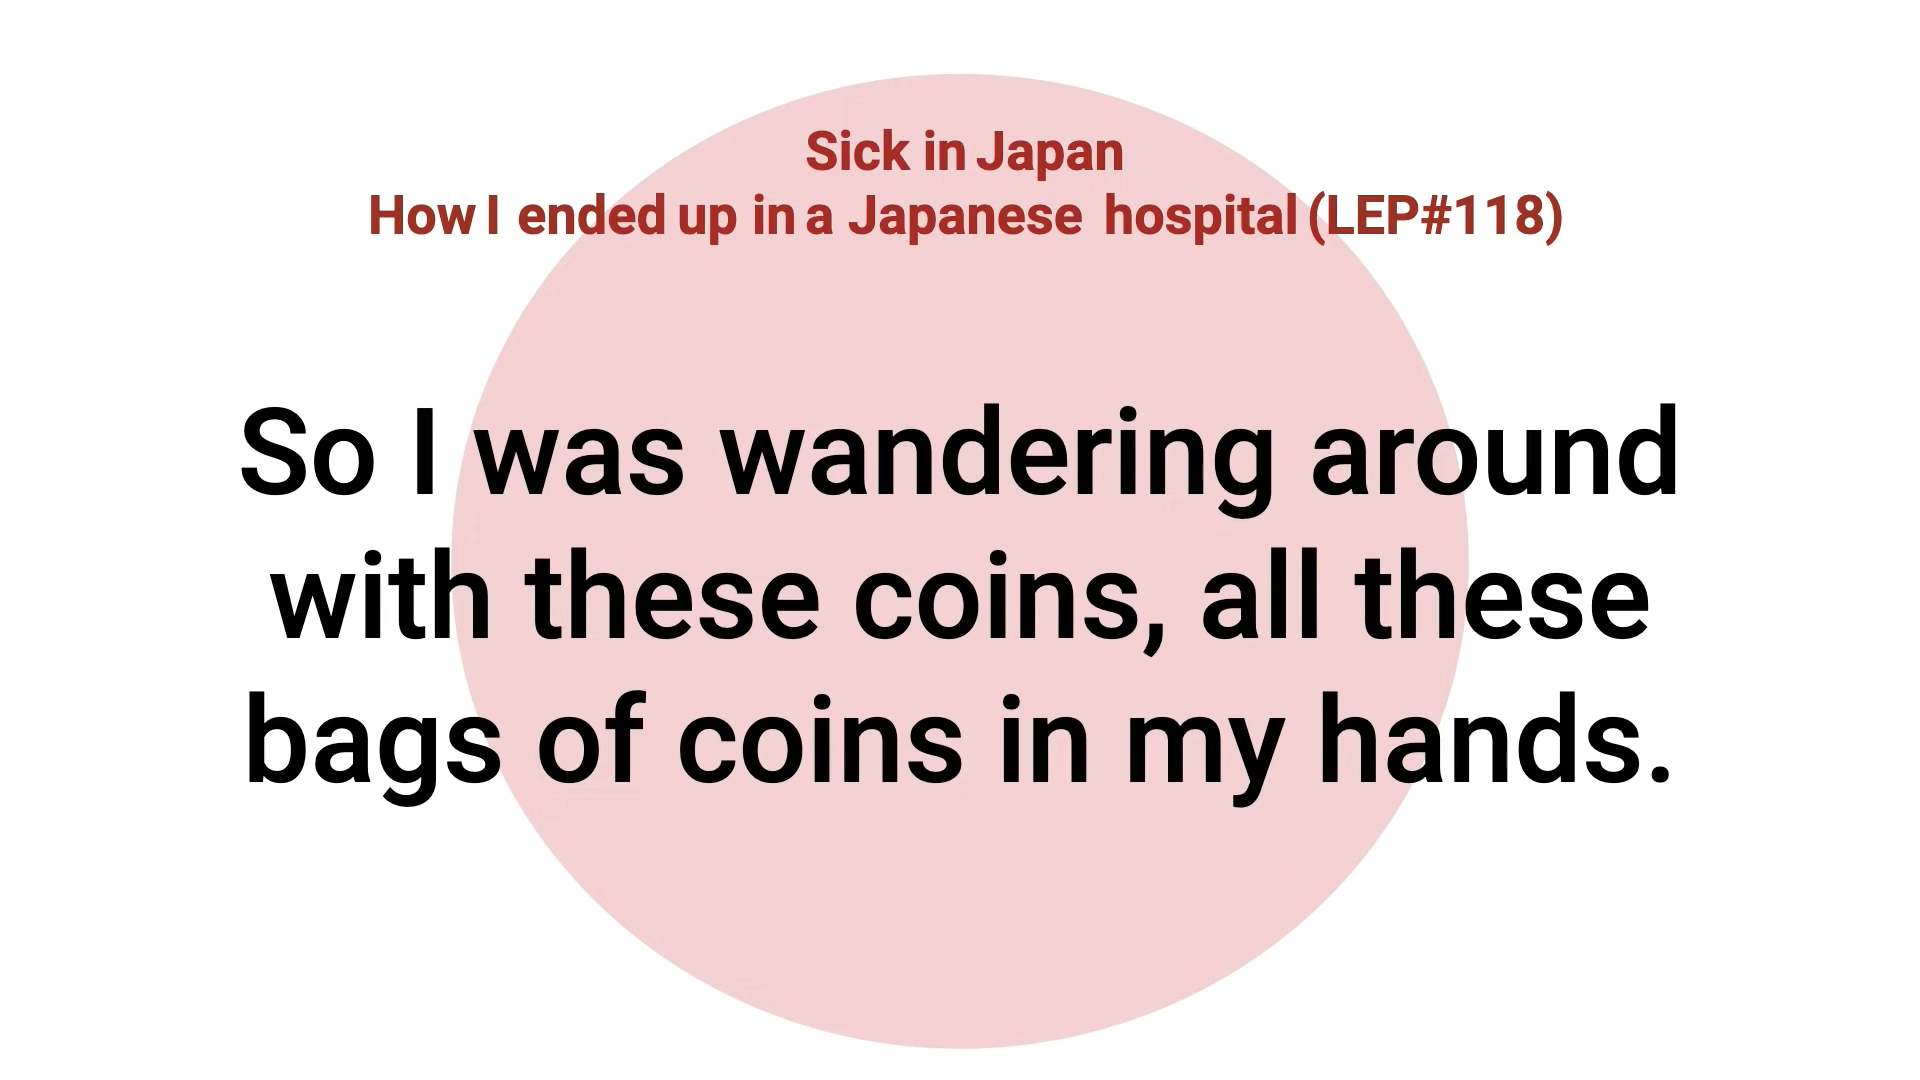 Sick in Japan
How I ended up in a Japanese hospital (LEP#118)
So I was wandering around
with these coins, all these
bags of coins in my hands.